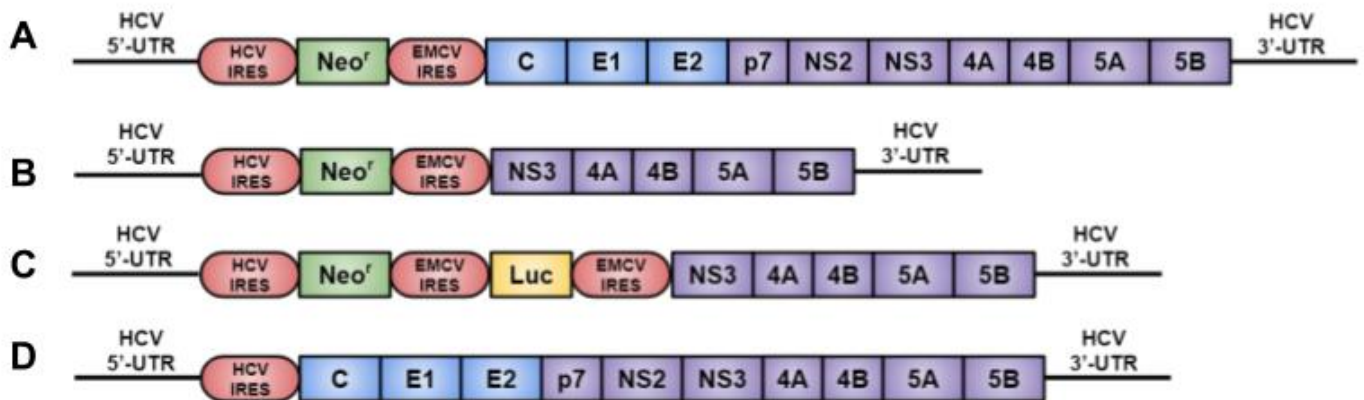 A
HCV
5'-UTR
HCV
IRES
Neoʳ
EMCV
IRES
C
E1
E2
p7
NS2
NS3
4A
4B
5A
5B
HCV
3'-UTR
B
HCV
5'-UTR
HCV
IRES
Neoʳ
EMCV
IRES
NS3
4A
4B
5A
5B
HCV
3'-UTR
C
HCV
5'-UTR
HCV
IRES
Neoʳ
EMCV
IRES
Luc
EMCV
IRES
NS3
4A
4B
5A
5B
HCV
3'-UTR
D
HCV
5'-UTR
HCV
IRES
C
E1
E2
p7
NS2
NS3
4A
4B
5A
5B
HCV
3'-UTR